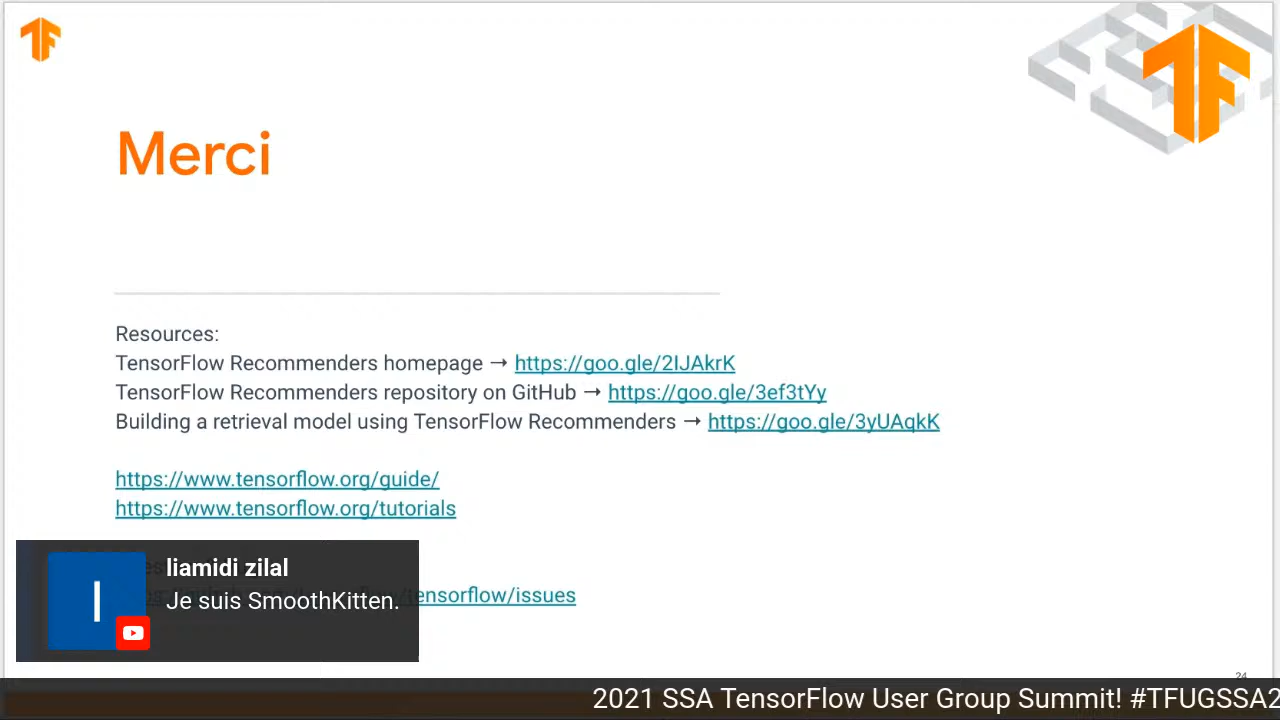 Merci
Resources:
TensorFlow Recommenders homepage → https://goo.gle/2IJAkrK
TensorFlow Recommenders repository on GitHub → https://goo.gle/3ef3tYy
Building a retrieval model using TensorFlow Recommenders → https://goo.gle/3yUAqkK
https://www.tensorflow.org/guide/
https://www.tensorflow.org/tutorials
tensorflow/issues
liamidi zilal
Je suis SmoothKitten.
24
2021 SSA TensorFlow User Group Summit! #TFUGSSA2